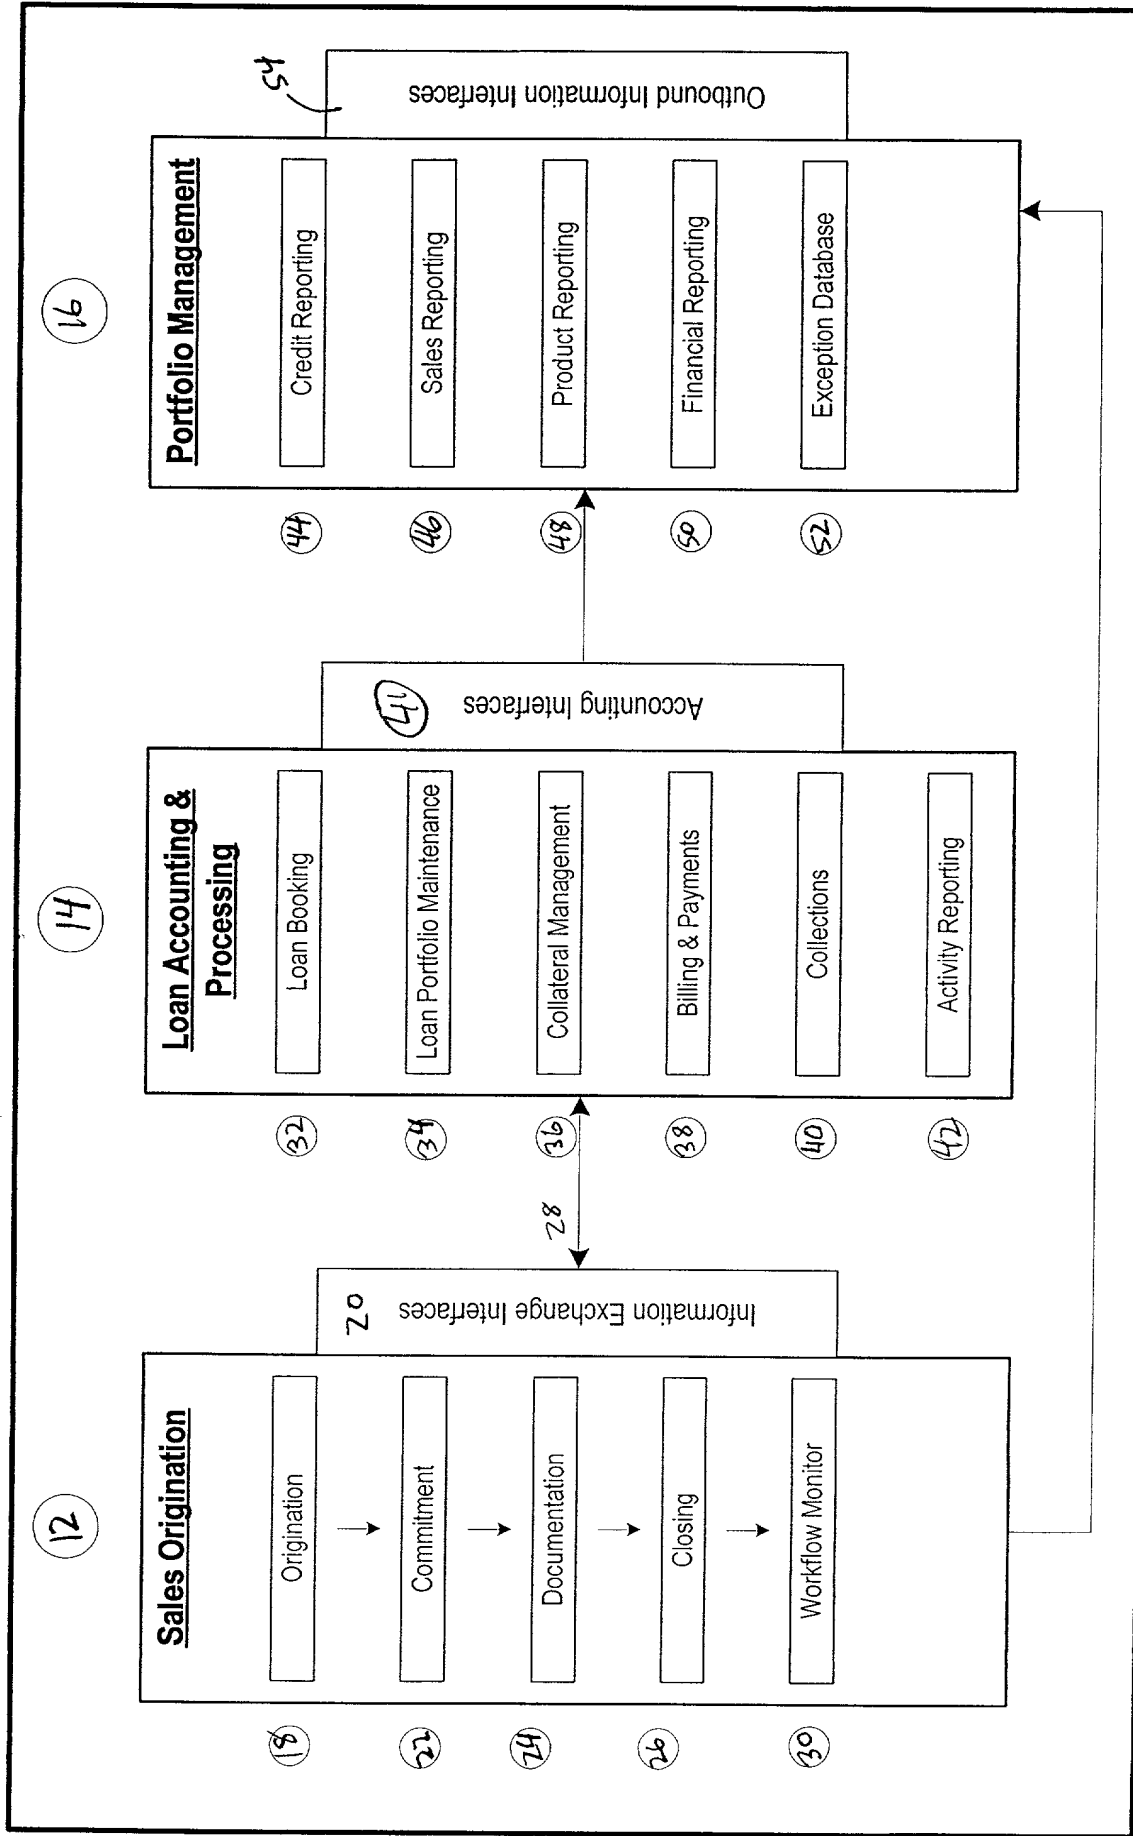 12
Sales Origination
18
Origination
22
Commitment
24
Documentation
26
Closing
30
Workflow Monitor
20
Information Exchange Interfaces
28
14
Loan Accounting &
Processing
32
Loan Booking
34
Loan Portfolio Maintenance
36
Collateral Management
38
Billing & Payments
40
Collections
42
Activity Reporting
41
Accounting Interfaces
16
Portfolio Management
44
Credit Reporting
46
Sales Reporting
48
Product Reporting
50
Financial Reporting
52
Exception Database
54
Outbound Information Interfaces